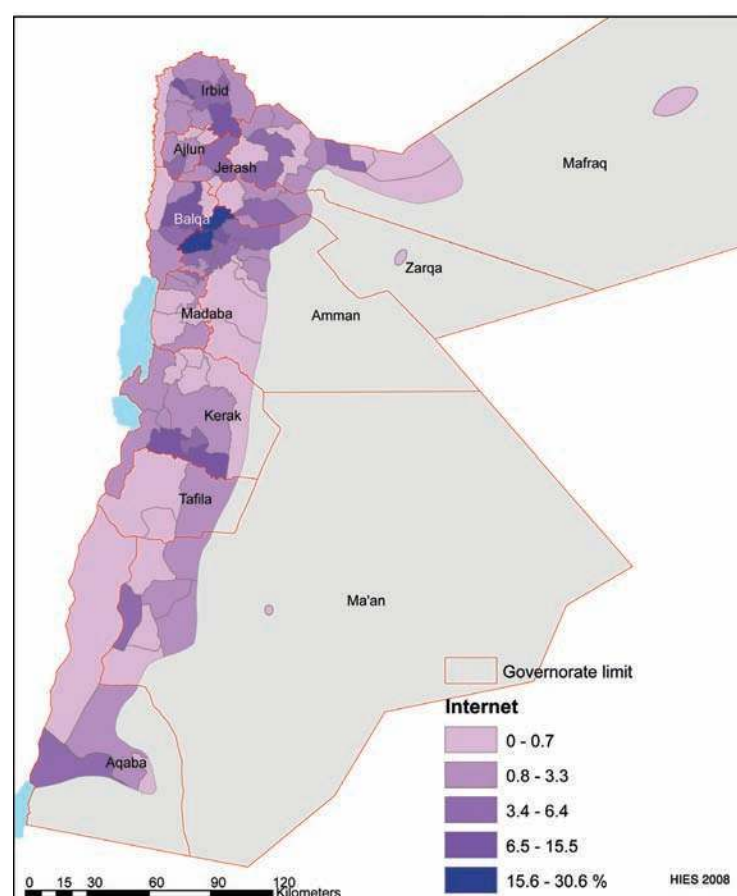 Irbid
Ajlun
Jerash
Mafraq
Balqa
Zarqa
Madaba
Amman
Kerak
Tafila
Ma'an
Aqaba
Governorate limit
Internet
0 - 0.7
0.8 - 3.3
3.4 - 6.4
6.5 - 15.5
15.6 - 30.6 %
HIES 2008
0 15 30 60 90 120
Kilometers